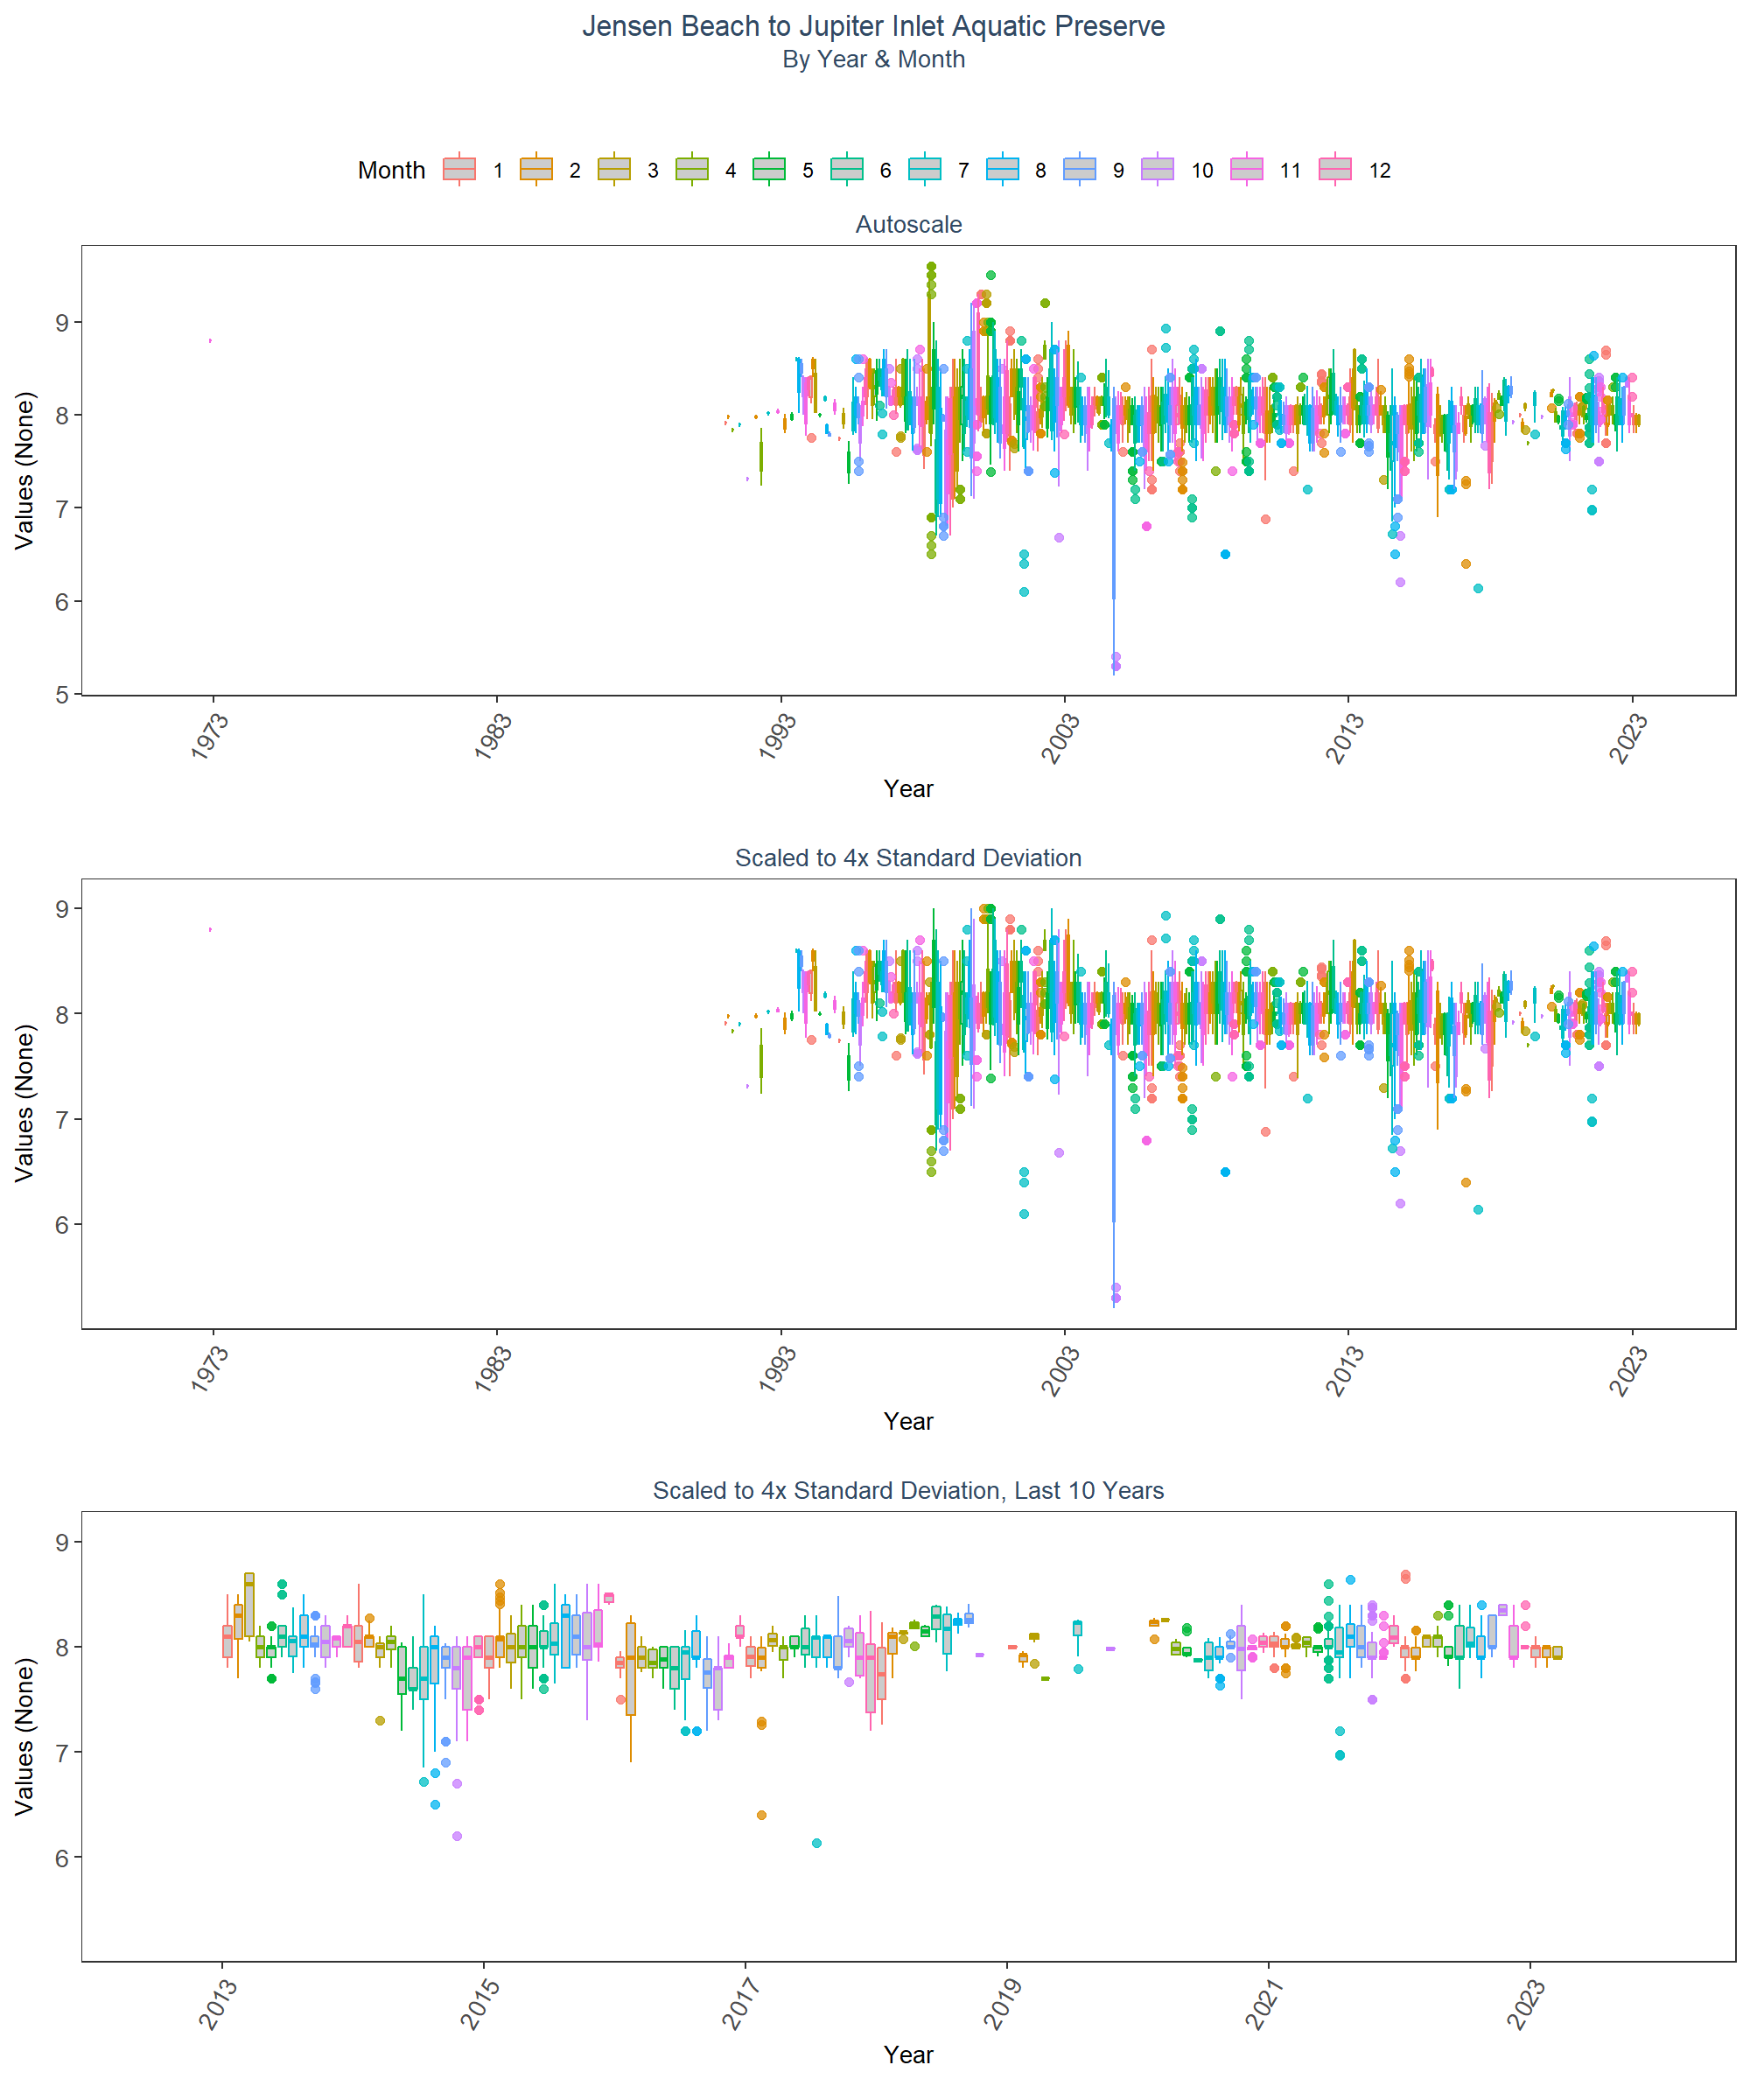 Jensen Beach to Jupiter Inlet Aquatic Preserve
By Year & Month
Month 1 2 3 4 5 6 7 8 9 10 11 12
Autoscale
Values (None)
9
8
7
6
5
1973 1983 1993 2003 2013 2023
Year
Scaled to 4x Standard Deviation
Values (None)
9
8
7
6
1973 1983 1993 2003 2013 2023
Year
Scaled to 4x Standard Deviation, Last 10 Years
Values (None)
9
8
7
6
2013 2015 2017 2019 2021 2023
Year